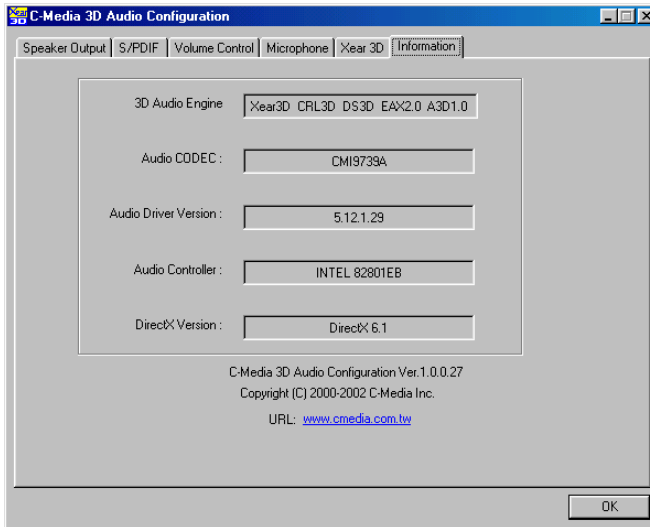 Xear 3D C-Media 3D Audio Configuration
Speaker Output S/PDIF Volume Control Microphone Xear 3D Information
3D Audio Engine Xear3D CRL3D DS3D EAX2.0 A3D1.0
Audio CODEC : CMI9739A
Audio Driver Version : 5.12.1.29
Audio Controller : INTEL 82801EB
DirectX Version : DirectX 6.1
C-Media 3D Audio Configuration Ver.1.0.0.27
Copyright (C) 2000-2002 C-Media Inc.
URL: www.cmedia.com.tw
OK